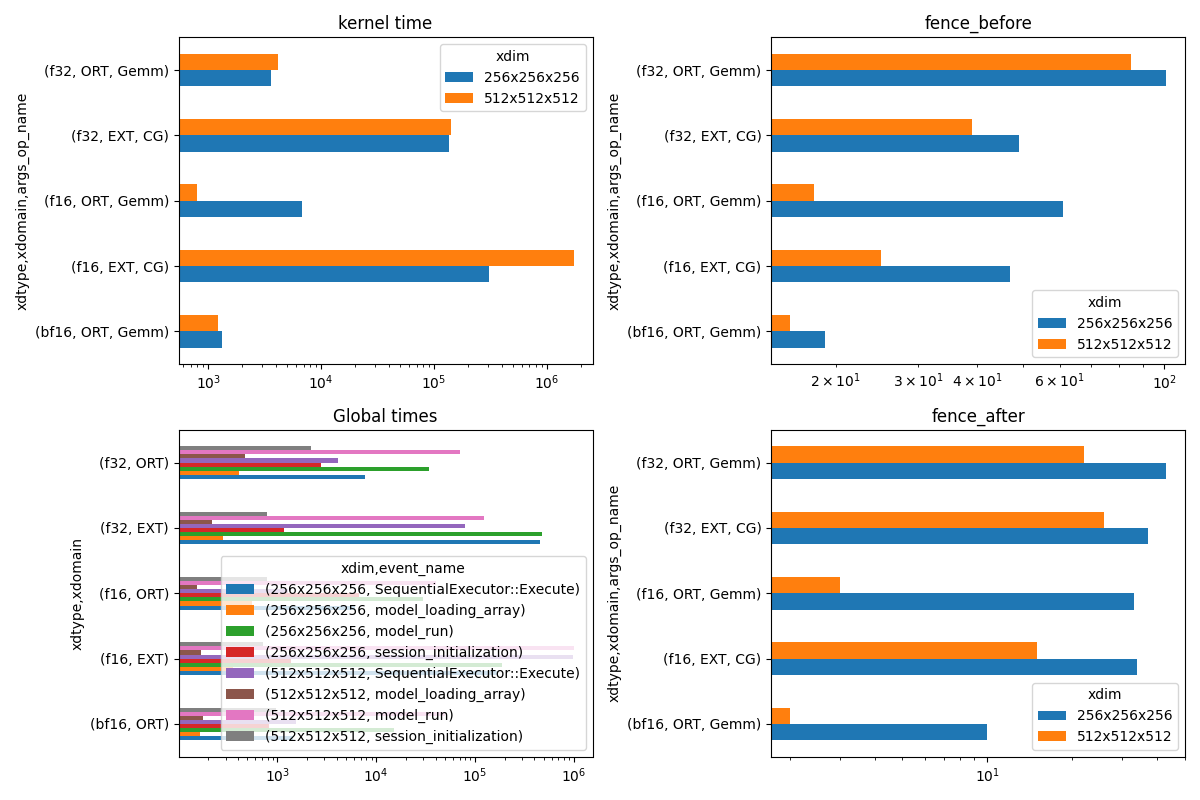 kernel time
xdtype,xdomain,args_op_name
(f32, ORT, Gemm)
(f32, EXT, CG)
(f16, ORT, Gemm)
(f16, EXT, CG)
(bf16, ORT, Gemm)
xdim
256x256x256
512x512x512
10³
10⁴
10⁵
10⁶
fence_before
xdtype,xdomain,args_op_name
(f32, ORT, Gemm)
(f32, EXT, CG)
(f16, ORT, Gemm)
(f16, EXT, CG)
(bf16, ORT, Gemm)
xdim
256x256x256
512x512x512
2 × 10¹
3 × 10¹
4 × 10¹
6 × 10¹
10²
Global times
xdtype,xdomain
(f32, ORT)
(f32, EXT)
(f16, ORT)
(f16, EXT)
(bf16, ORT)
xdim,event_name
(256x256x256, SequentialExecutor::Execute)
(256x256x256, model_loading_array)
(256x256x256, model_run)
(256x256x256, session_initialization)
(512x512x512, SequentialExecutor::Execute)
(512x512x512, model_loading_array)
(512x512x512, model_run)
(512x512x512, session_initialization)
10³
10⁴
10⁵
10⁶
fence_after
xdtype,xdomain,args_op_name
(f32, ORT, Gemm)
(f32, EXT, CG)
(f16, ORT, Gemm)
(f16, EXT, CG)
(bf16, ORT, Gemm)
xdim
256x256x256
512x512x512
10¹